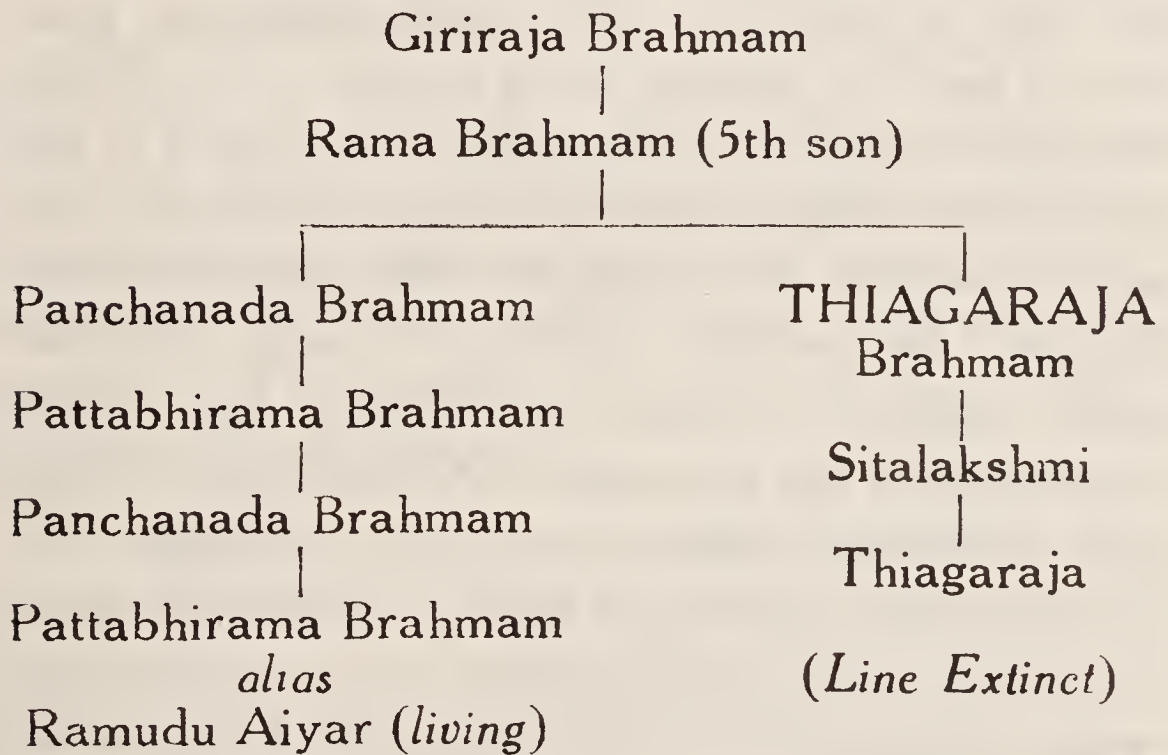 Giriraja Brahmam
Rama Brahmam (5th son)
Panchanada Brahmam
Pattabhirama Brahmam
Panchanada Brahmam
Pattabhirama Brahmam
alias
Ramudu Aiyar (living)
THIAGARAJA
Brahmam
Sitalakshmi
Thiagaraja
(Line Extinct)